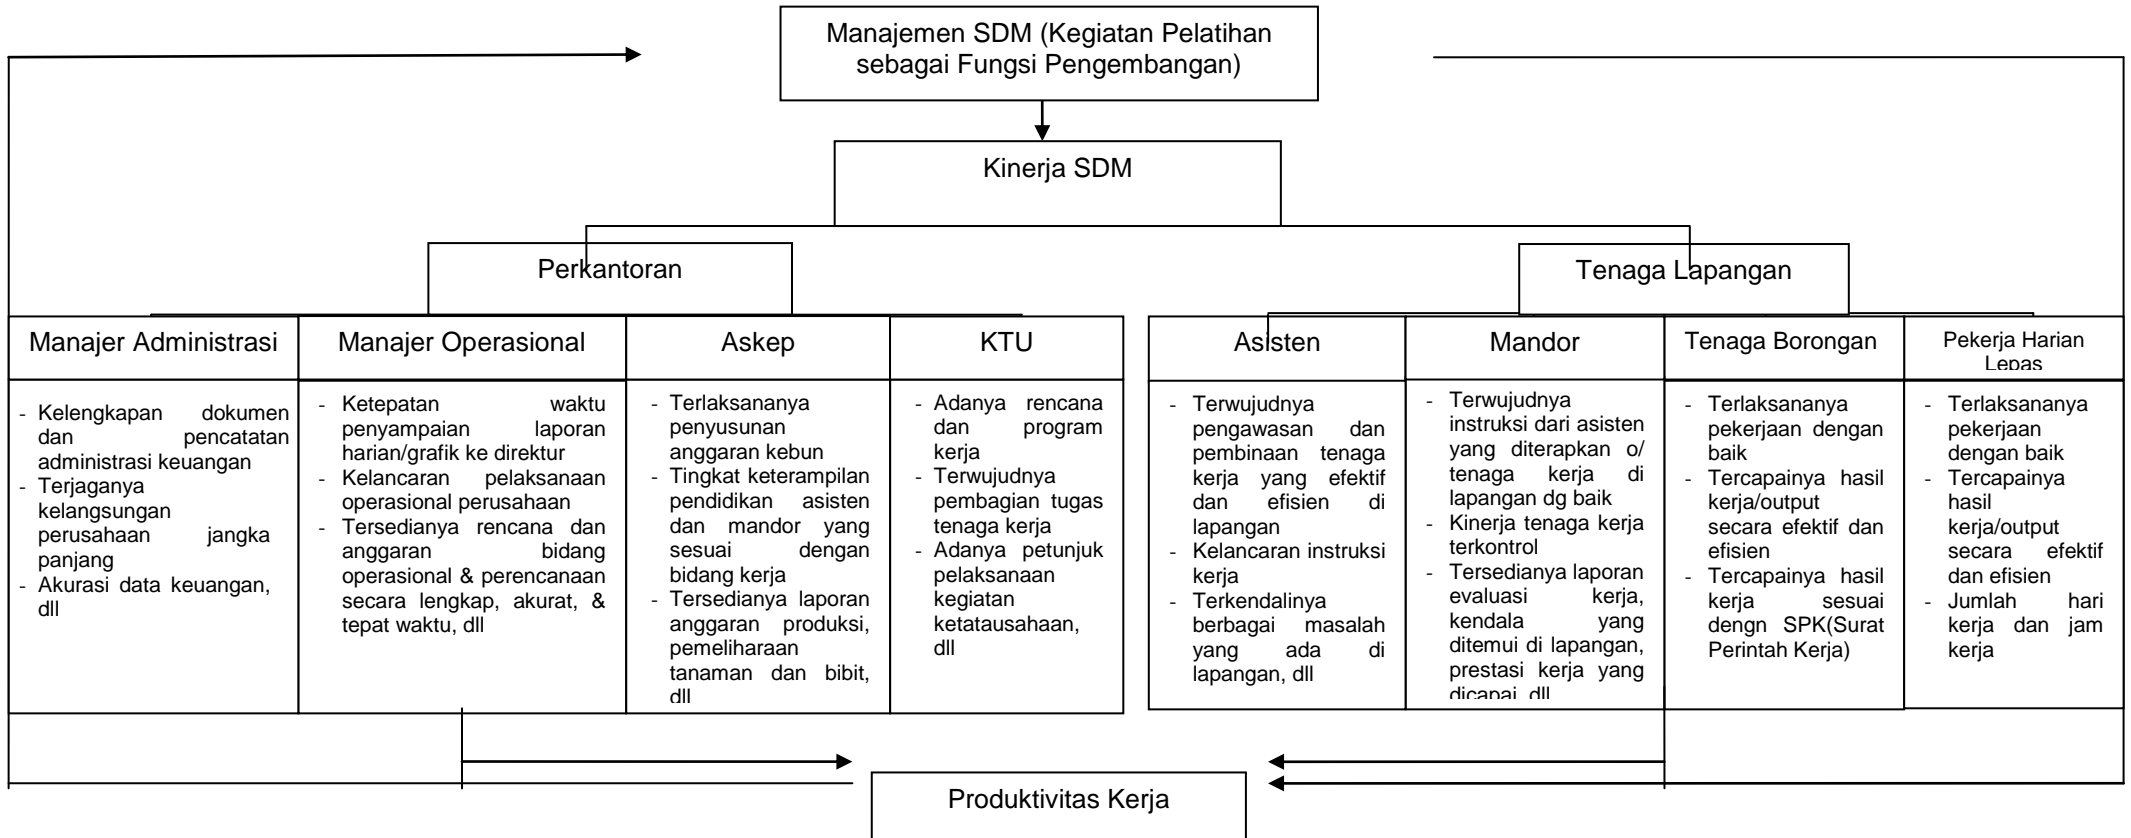 Manajemen SDM (Kegiatan Pelatihan
sebagai Fungsi Pengembangan)
Kinerja SDM
Perkantoran
Tenaga Lapangan
Manajer Administrasi
Manajer Operasional
Askep
KTU
Asisten
Mandor
Tenaga Borongan
Pekerja Harian
Lepas
- Kelengkapan dokumen
dan pencatatan
administrasi keuangan
- Terjaganya
kelangsungan
perusahaan jangka
panjang
- Akurasi data keuangan,
dll
- Ketepatan waktu
penyampaian laporan
harian/grafik ke direktur
- Kelancaran pelaksanaan
operasional perusahaan
- Tersedianya rencana dan
anggaran bidang
operasional & perencanaan
secara lengkap, akurat, &
tepat waktu, dll
- Terlaksananya
penyusunan
anggaran kebun
- Tingkat keterampilan
pendidikan asisten
dan mandor yang
sesuai dengan
bidang kerja
- Tersedianya laporan
anggaran produksi,
pemeliharaan
tanaman dan bibit,
dll
- Adanya rencana
dan program
kerja
- Terwujudnya
pembagian tugas
tenaga kerja
- Adanya petunjuk
pelaksanaan
kegiatan
ketatausahaan,
dll
- Terwujudnya
pengawasan dan
pembinaan tenaga
kerja yang efektif
dan efisien di
lapangan
- Kelancaran instruksi
kerja
- Terkendalinya
berbagai masalah
yang ada di
lapangan, dll
- Terwujudnya
instruksi dari asisten
yang diterapkan o/
tenaga kerja di
lapangan dg baik
- Kinerja tenaga kerja
terkontrol
- Tersedianya laporan
evaluasi kerja,
kendala yang
ditemui di lapangan,
prestasi kerja yang
dicapai, dll
- Terlaksananya
pekerjaan dengan
baik
- Tercapainya hasil
kerja/output
secara efektif dan
efisien
- Tercapainya hasil
kerja sesuai
dengn SPK(Surat
Perintah Kerja)
- Terlaksananya
pekerjaan
dengan baik
- Tercapainya
hasil
kerja/output
secara efektif
dan efisien
- Jumlah hari
kerja dan jam
kerja
Produktivitas Kerja